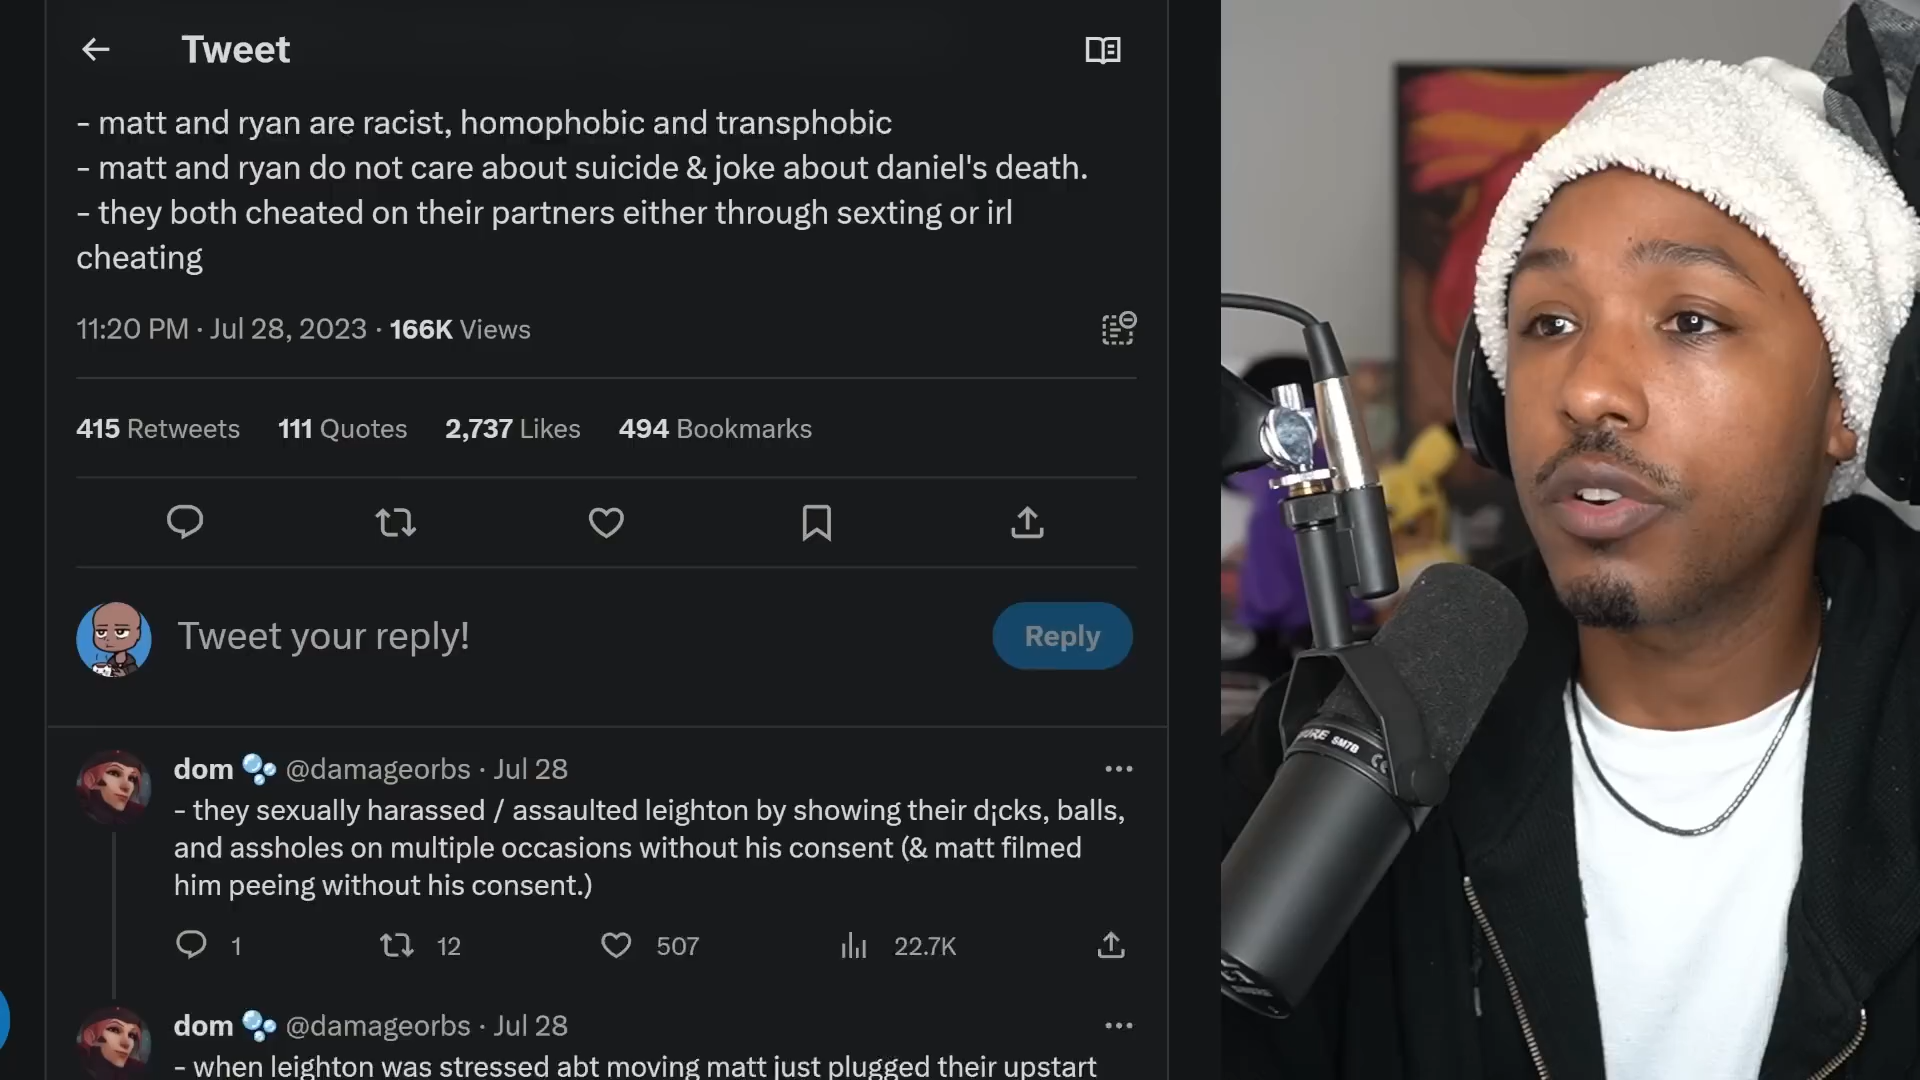 Tweet
- matt and ryan are racist, homophobic and transphobic
- matt and ryan do not care about suicide & joke about daniel's death.
- they both cheated on their partners either through sexting or irl
cheating
11:20 PM · Jul 28, 2023 · 166K Views
415 Retweets 111 Quotes 2,737 Likes 494 Bookmarks
Tweet your reply!
Reply
dom @damageorbs · Jul 28
- they sexually harassed / assaulted leighton by showing their d¡cks, balls,
and assholes on multiple occasions without his consent (& matt filmed
him peeing without his consent.)
1 12 507 22.7K
dom @damageorbs · Jul 28
- when leighton was stressed abt moving matt just plugged their upstart
SM7B